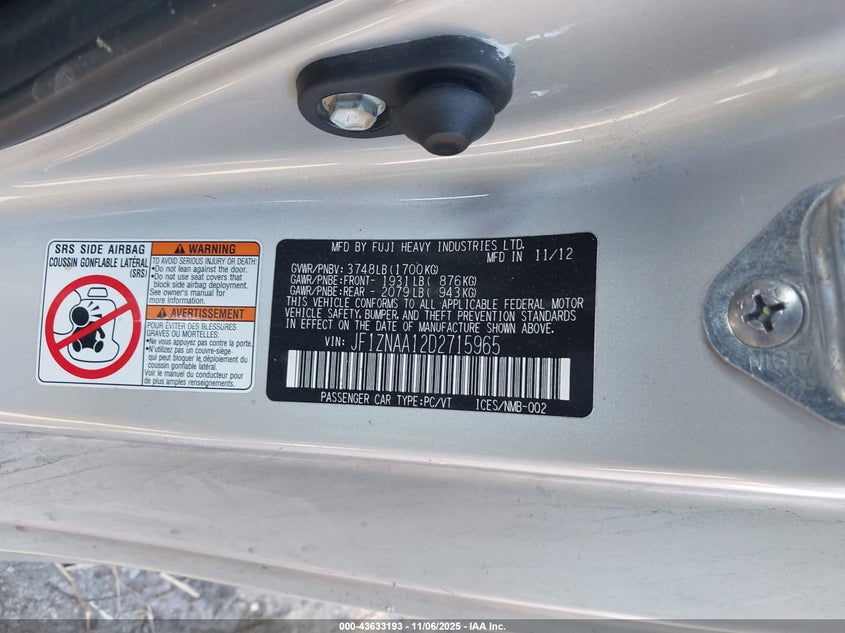 SRS SIDE AIRBAG
COUSSIN GONFLABLE LATÉRAL
(SRS)
WARNING
TO AVOID SERIOUS INJURY OR DEATH:
•Do not lean against the door.
•Do not use seat covers that
block side airbag deployment.
See owner's manual for
more information.
AVERTISSEMENT
POUR ÉVITER DES BLESSURES
GRAVES OU MORTELLES:
•Ne vous appuyez pas contre la porte.
•N'utilisez pas un couvre-siège
qui peut bloquer le déploiement du
coussin gonflable latéral.
Voir le manuel du conducteur de pour
plus amples informations.
MFD BY FUJI HEAVY INDUSTRIES LTD.
MFD IN 11/12
GVWR/PNBV: 3748LB(1700KG)
GAWR/PNBE:FRONT- 1931LB( 876KG)
GAWR/PNBE:REAR - 2079LB( 943KG)
THIS VEHICLE CONFORMS TO ALL APPLICABLE FEDERAL MOTOR
VEHICLE SAFETY, BUMPER, AND THEFT PREVENTION STANDARDS
IN EFFECT ON THE DATE OF MANUFACTURE SHOWN ABOVE.
VIN: JF1ZNAA12D2715965
PASSENGER CAR TYPE:PC/VT ICES/NMB-002
000-43633193 - 11/06/2025 - IAA Inc.